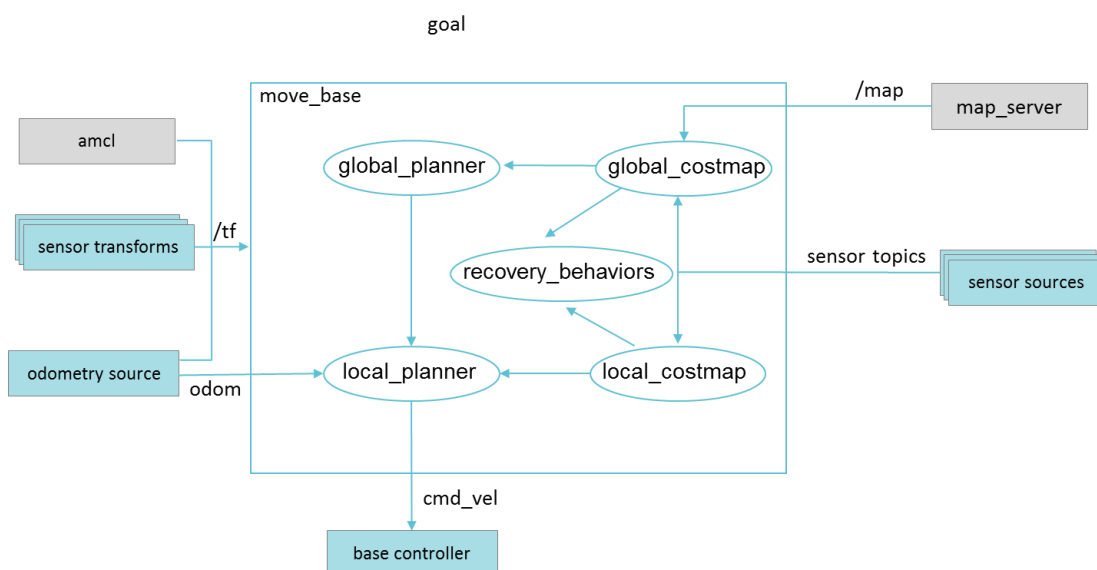 goal
move_base
/map
map_server
amcl
global_planner
global_costmap
/tf
sensor transforms
recovery_behaviors
sensor topics
sensor sources
odometry source
odom
local_planner
local_costmap
cmd_vel
base controller